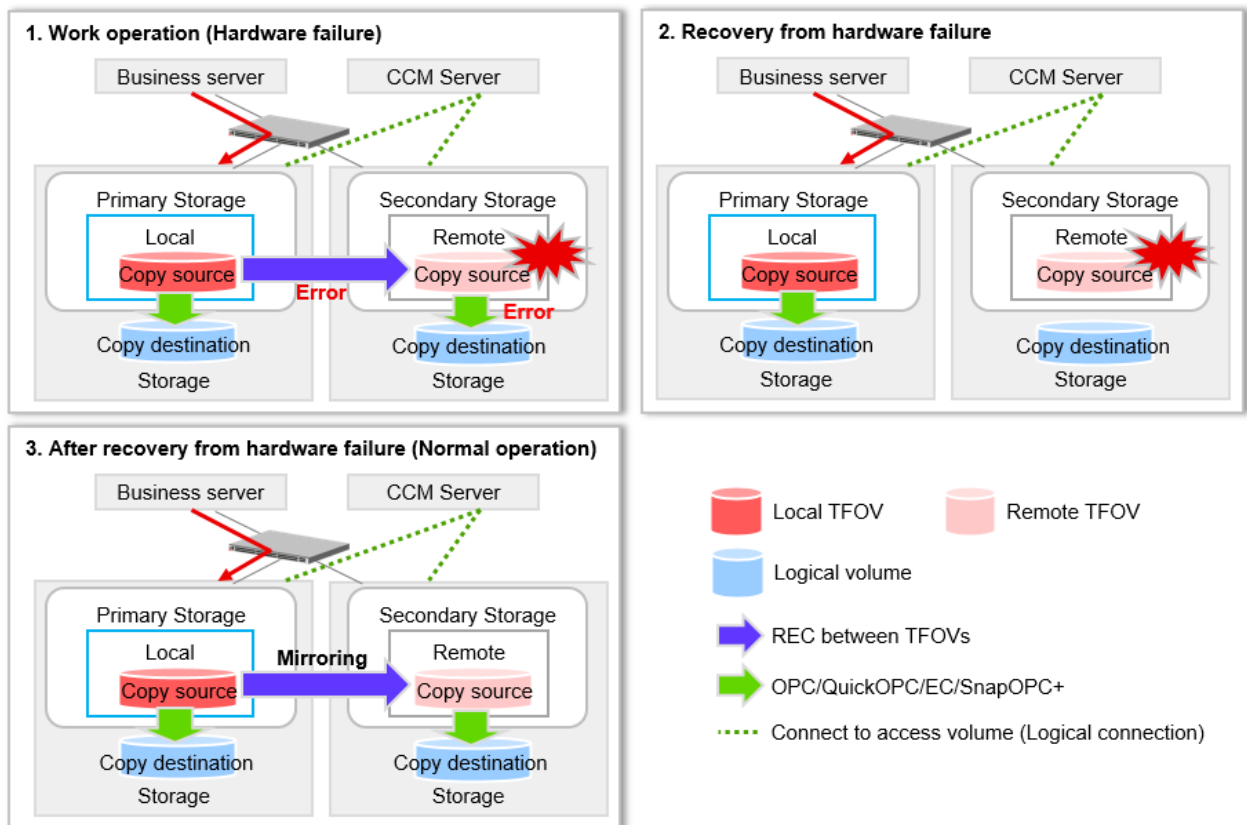 1. Work operation (Hardware failure)
Business server
CCM Server
Primary Storage
Secondary Storage
Local
Remote
Copy source
Copy source
Error
Error
Copy destination
Copy destination
Storage
Storage
2. Recovery from hardware failure
Business server
CCM Server
Primary Storage
Secondary Storage
Local
Remote
Copy source
Copy source
Copy destination
Copy destination
Storage
Storage
3. After recovery from hardware failure (Normal operation)
Business server
CCM Server
Primary Storage
Secondary Storage
Local
Mirroring
Remote
Copy source
Copy source
Copy destination
Copy destination
Storage
Storage
Local TFOV
Remote TFOV
Logical volume
REC between TFOVs
OPC/QuickOPC/EC/SnapOPC+
Connect to access volume (Logical connection)